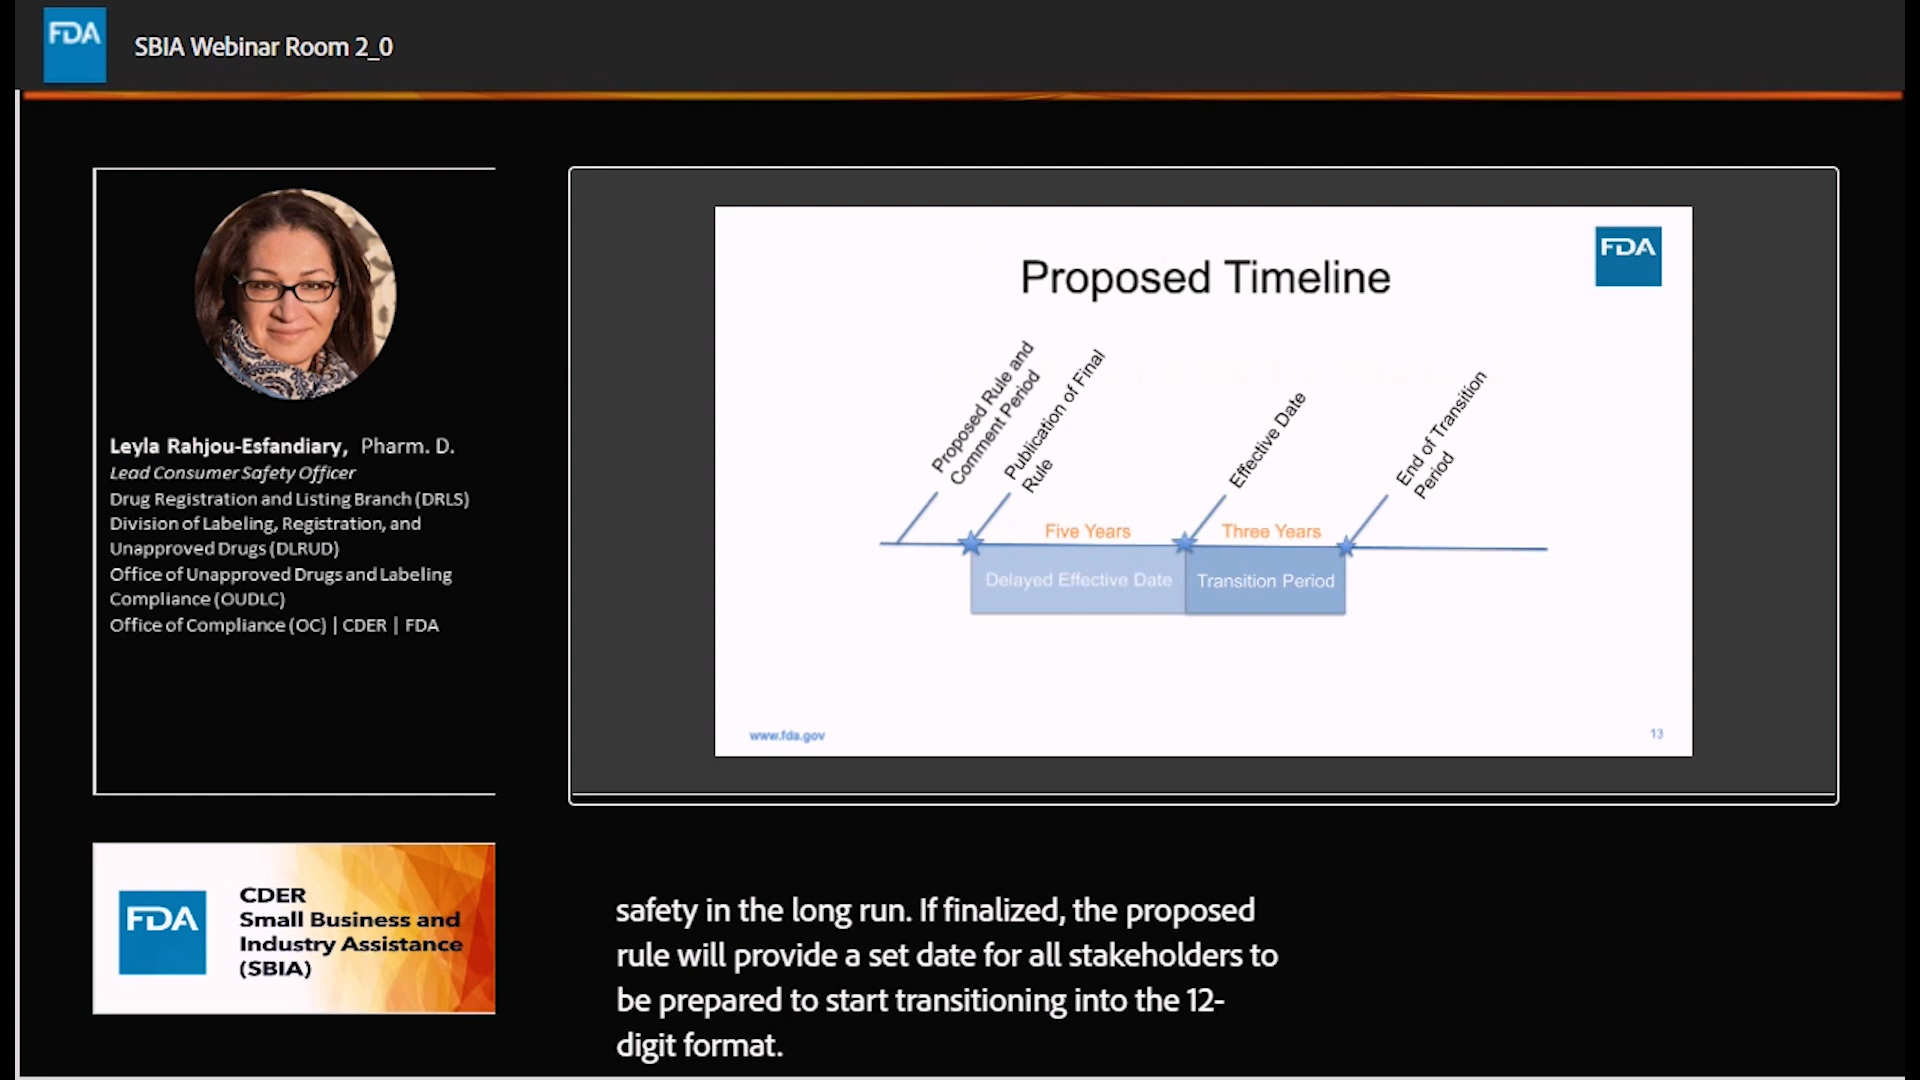 FDA
SBIA Webinar Room 2_0
Leyla Rahjou-Esfandiary, Pharm. D.
Lead Consumer Safety Officer
Drug Registration and Listing Branch (DRLS)
Division of Labeling, Registration, and
Unapproved Drugs (DLRUD)
Office of Unapproved Drugs and Labeling
Compliance (OUDLC)
Office of Compliance (OC) | CDER | FDA
FDA
CDER
Small Business and
Industry Assistance
(SBIA)
FDA
Proposed Timeline
Proposed Rule and
Comment Period
Publication of Final
Rule
Effective Date
End of Transition
Period
Five Years
Three Years
Delayed Effective Date
Transition Period
www.fda.gov
13
safety in the long run. If finalized, the proposed
rule will provide a set date for all stakeholders to
be prepared to start transitioning into the 12-
digit format.